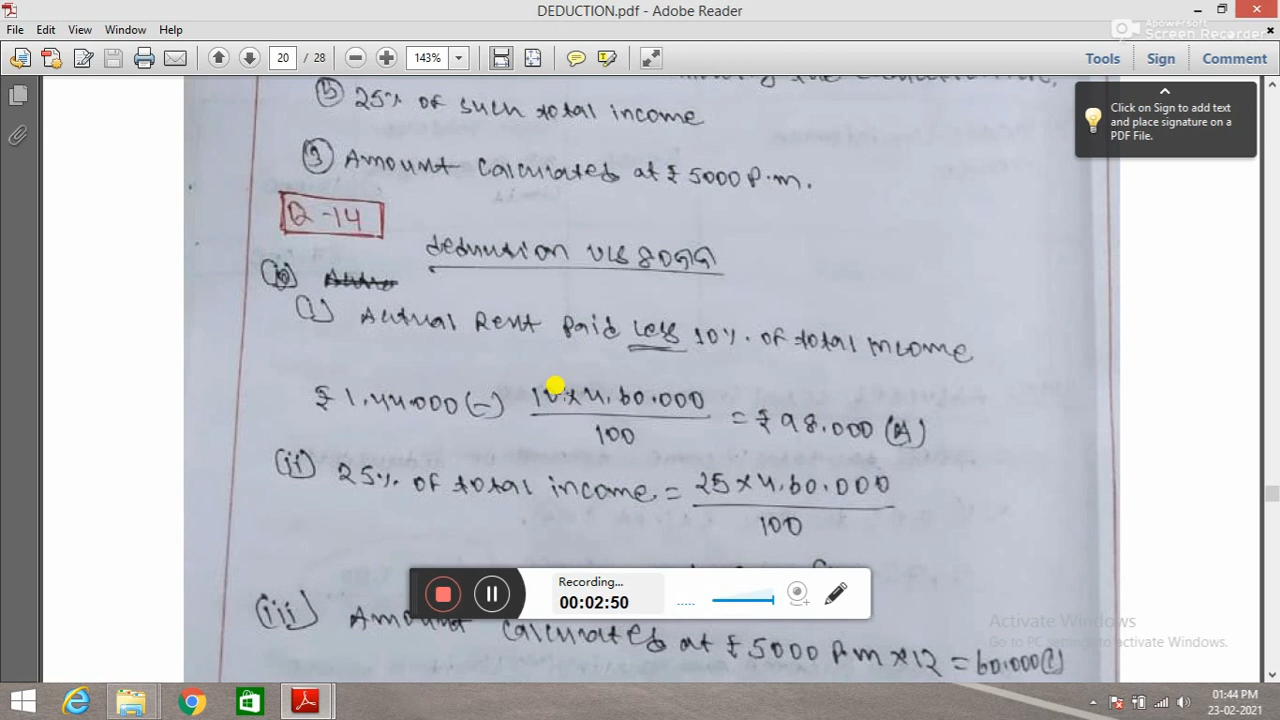 DEDUCTION.pdf - Adobe Reader
File Edit View Window Help
Apowersoft
Screen Recorder
20 / 28 143% Tools Sign Comment
Click on Sign to add text
and place signature on a
PDF File.
25% of such total income
③ Amount calculated at ₹ 5000 P.m.
Q-14
deduction u/s 80GG
(i) Actual Rent Paid Less 10% of total income
₹ 1,44,000 (-) 10 x 4,60,000 = ₹ 98,000 (A)
100
(ii) 25% of total income = 25 x 4,60,000
100
Recording...
00:02:50
(iii) Amount calculated at ₹ 5000 P.m x 12 = 60,000
Activate Windows
Go to PC settings to activate Windows.
01:44 PM
23-02-2021